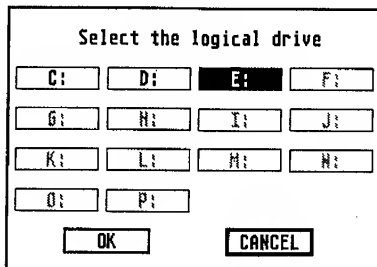 Select the logical drive
C: D: E: F:
G: H: I: J:
K: L: M: N:
O: P:
OK CANCEL